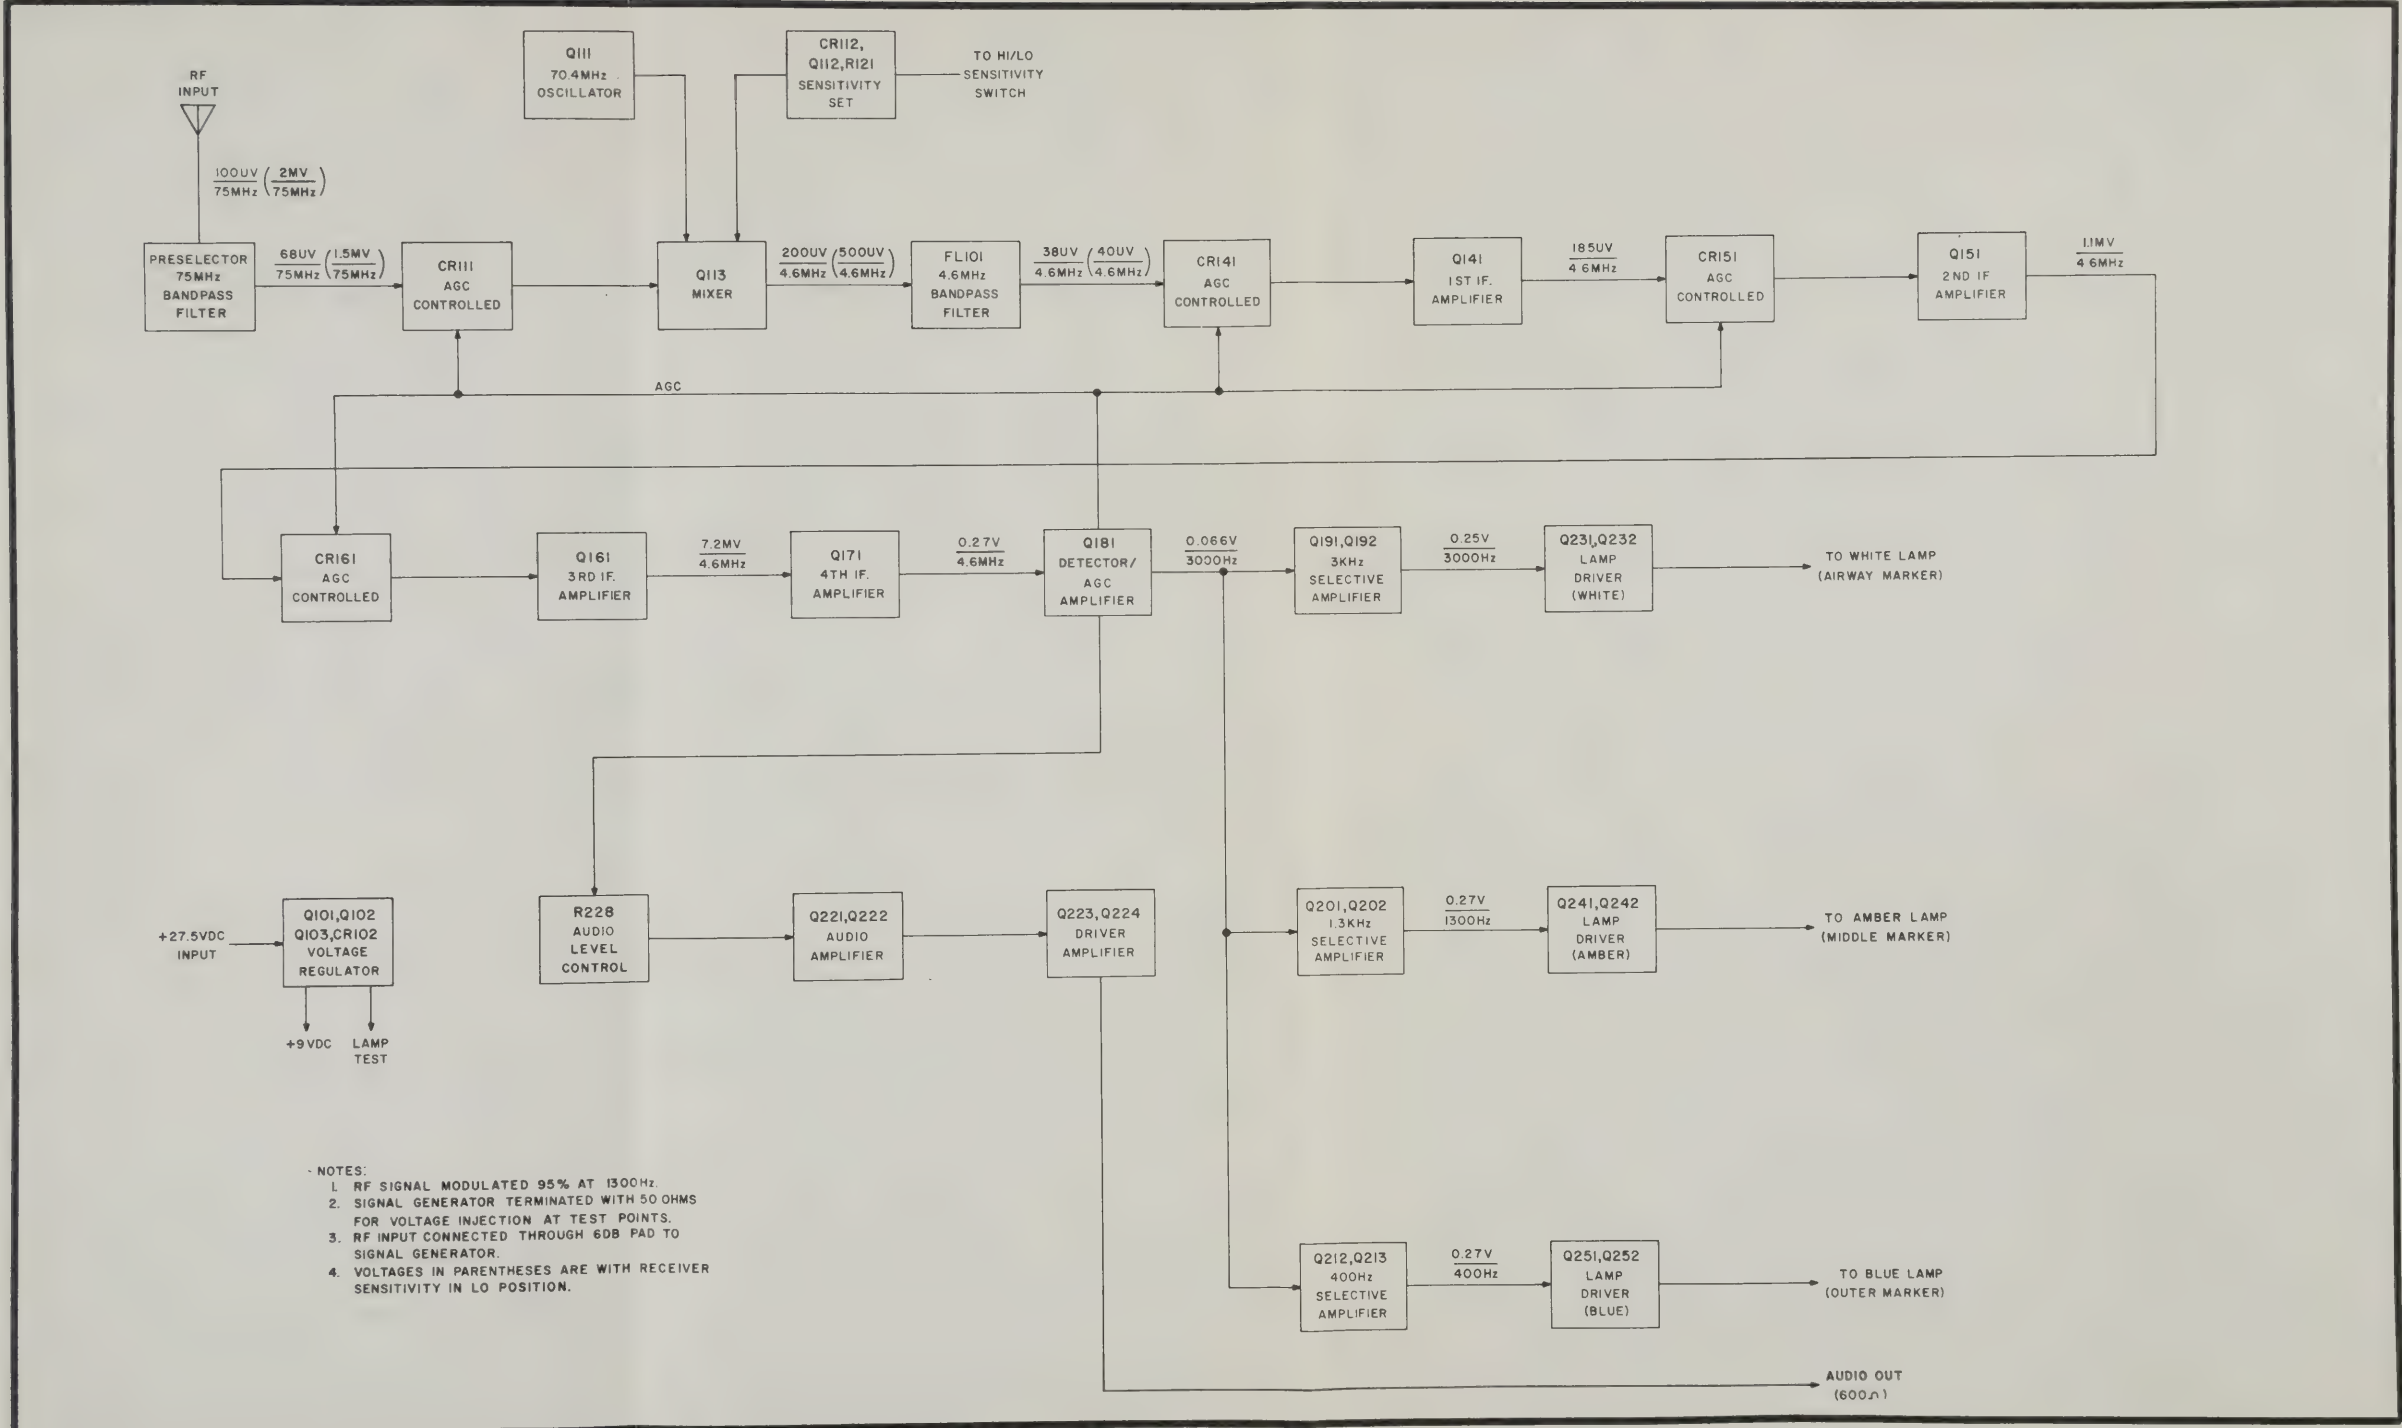 RF
INPUT
Q111
70.4MHz
OSCILLATOR
CR112,
Q112,R121
SENSITIVITY
SET
TO HI/LO
SENSITIVITY
SWITCH
100UV
75MHz
(2MV
75MHz)
PRESELECTOR
75MHz
BANDPASS
FILTER
68UV
75MHz
(1.5MV
75MHz)
CR111
AGC
CONTROLLED
Q113
MIXER
200UV
4.6MHz
(500UV
4.6MHz)
FL101
4.6MHz
BANDPASS
FILTER
38UV
4.6MHz
(40UV
4.6MHz)
CR141
AGC
CONTROLLED
Q141
1ST IF.
AMPLIFIER
185UV
4 6MHz
CR151
AGC
CONTROLLED
Q151
2ND IF
AMPLIFIER
1.1MV
4 6MHz
AGC
CR161
AGC
CONTROLLED
Q161
3RD IF.
AMPLIFIER
7.2MV
4.6MHz
Q171
4TH IF.
AMPLIFIER
0.27V
4.6MHz
Q181
DETECTOR/
AGC
AMPLIFIER
0.066V
3000Hz
Q191,Q192
3KHz
SELECTIVE
AMPLIFIER
0.25V
3000Hz
Q231,Q232
LAMP
DRIVER
(WHITE)
TO WHITE LAMP
(AIRWAY MARKER)
+27.5VDC
INPUT
Q101,Q102
Q103,CR102
VOLTAGE
REGULATOR
+9VDC
LAMP
TEST
R228
AUDIO
LEVEL
CONTROL
Q221,Q222
AUDIO
AMPLIFIER
Q223,Q224
DRIVER
AMPLIFIER
Q201,Q202
1.3KHz
SELECTIVE
AMPLIFIER
0.27V
1300Hz
Q241,Q242
LAMP
DRIVER
(AMBER)
TO AMBER LAMP
(MIDDLE MARKER)
NOTES:
1. RF SIGNAL MODULATED 95% AT 1300Hz.
2. SIGNAL GENERATOR TERMINATED WITH 50 OHMS
FOR VOLTAGE INJECTION AT TEST POINTS.
3. RF INPUT CONNECTED THROUGH 6DB PAD TO
SIGNAL GENERATOR.
4. VOLTAGES IN PARENTHESES ARE WITH RECEIVER
SENSITIVITY IN LO POSITION.
Q212,Q213
400Hz
SELECTIVE
AMPLIFIER
0.27V
400Hz
Q251,Q252
LAMP
DRIVER
(BLUE)
TO BLUE LAMP
(OUTER MARKER)
AUDIO OUT
(600Ω)